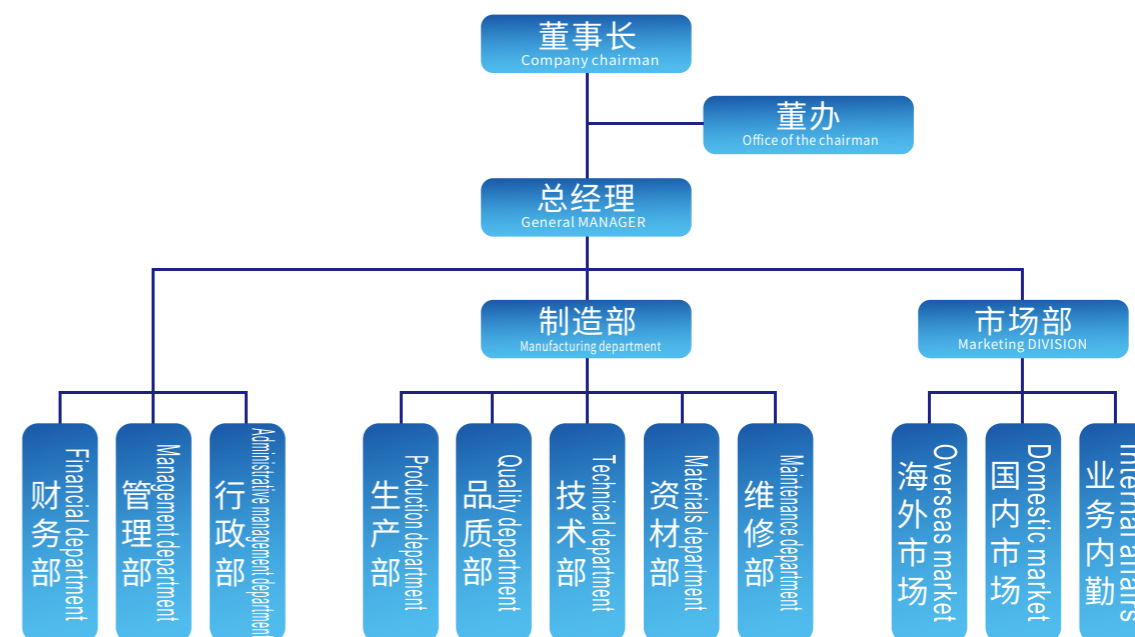 董事长
Company chairman
董办
Office of the chairman
总经理
General MANAGER
制造部
Manufacturing department
市场部
Marketing DIVISION
财务部
Financial department
管理部
Management department
行政部
Administrative management department
生产部
Production department
品质部
Quality department
技术部
Technical department
资材部
Materials department
维修部
Maintenance department
海外市场
Overseas market
国内市场
Domestic market
业务内勤
Internal affairs